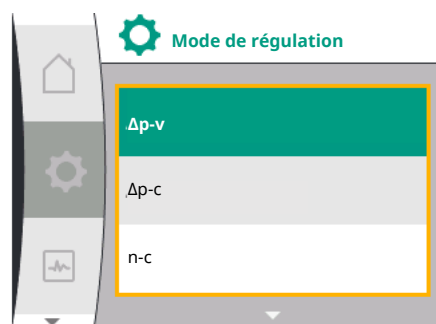 Mode de régulation
Δp-v
Δp-c
n-c